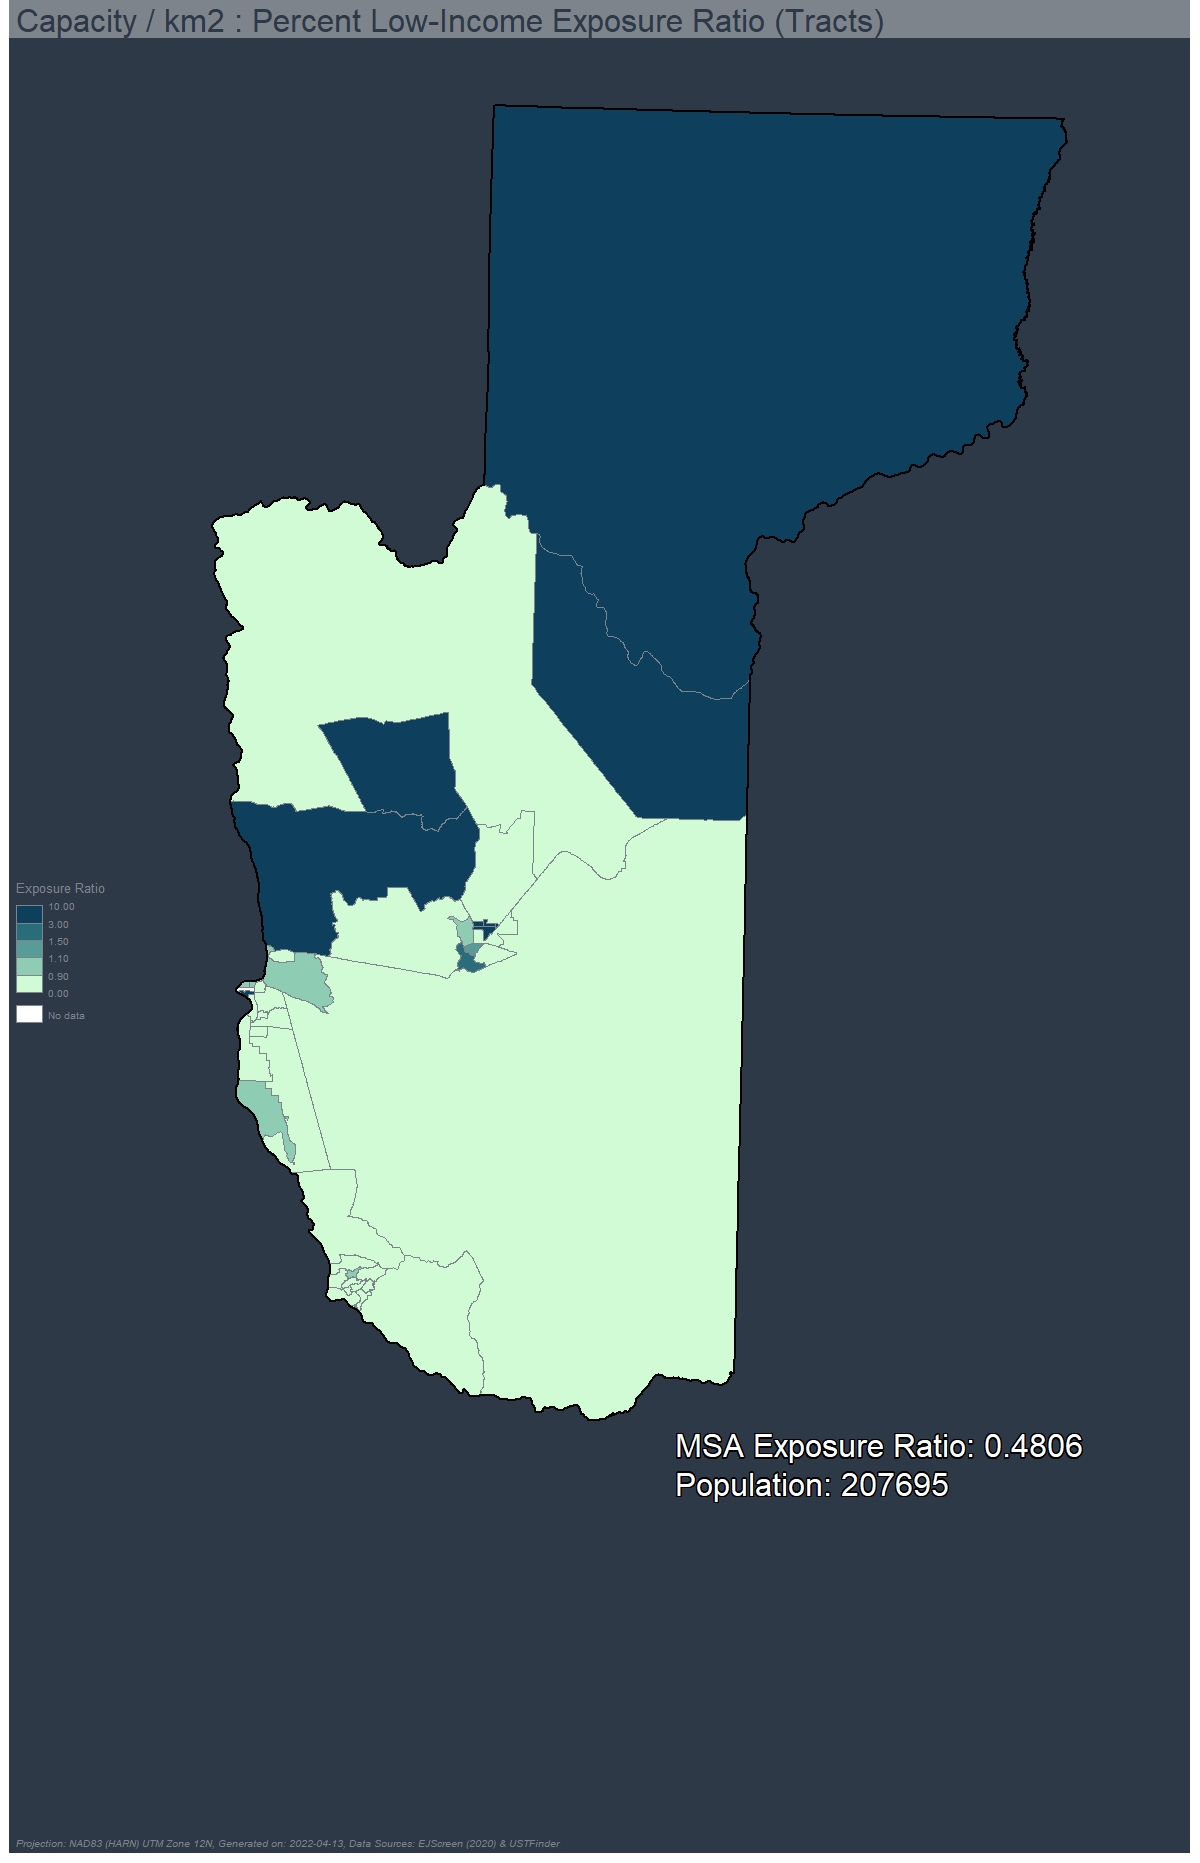 Capacity / km2 : Percent Low-Income Exposure Ratio (Tracts)
Exposure Ratio
10.00
3.00
1.50
1.10
0.90
0.00
No data
MSA Exposure Ratio: 0.4806
Population: 207695
Projection: NAD83 (HARN) UTM Zone 12N, Generated on: 2022-04-13, Data Sources: EJScreen (2020) & USTFinder